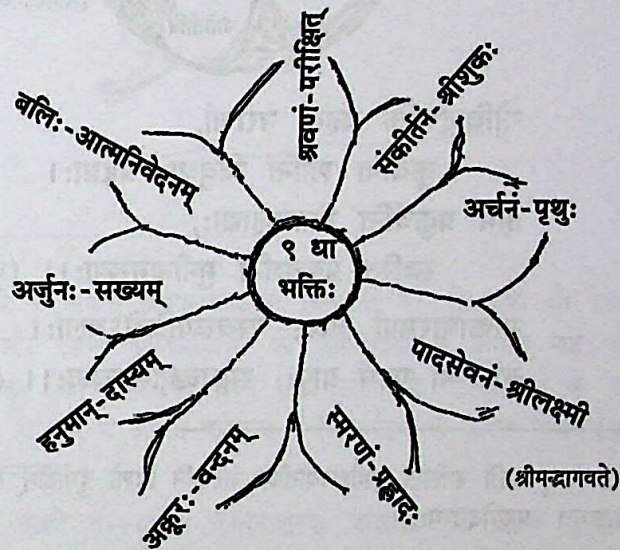 श्रवणं-परीक्षित्
संकीर्तनं-श्रीशुकः
अर्चनं-पृथुः
पादसेवनं-श्रीलक्ष्मी
स्मरणं-प्रह्लादः
अक्रूरः-वन्दनम्
हनुमान्-दास्यम्
अर्जुनः-सख्यम्
बलिः-आत्मनिवेदनम्
९ धा
भक्तिः
(श्रीमद्भागवते)